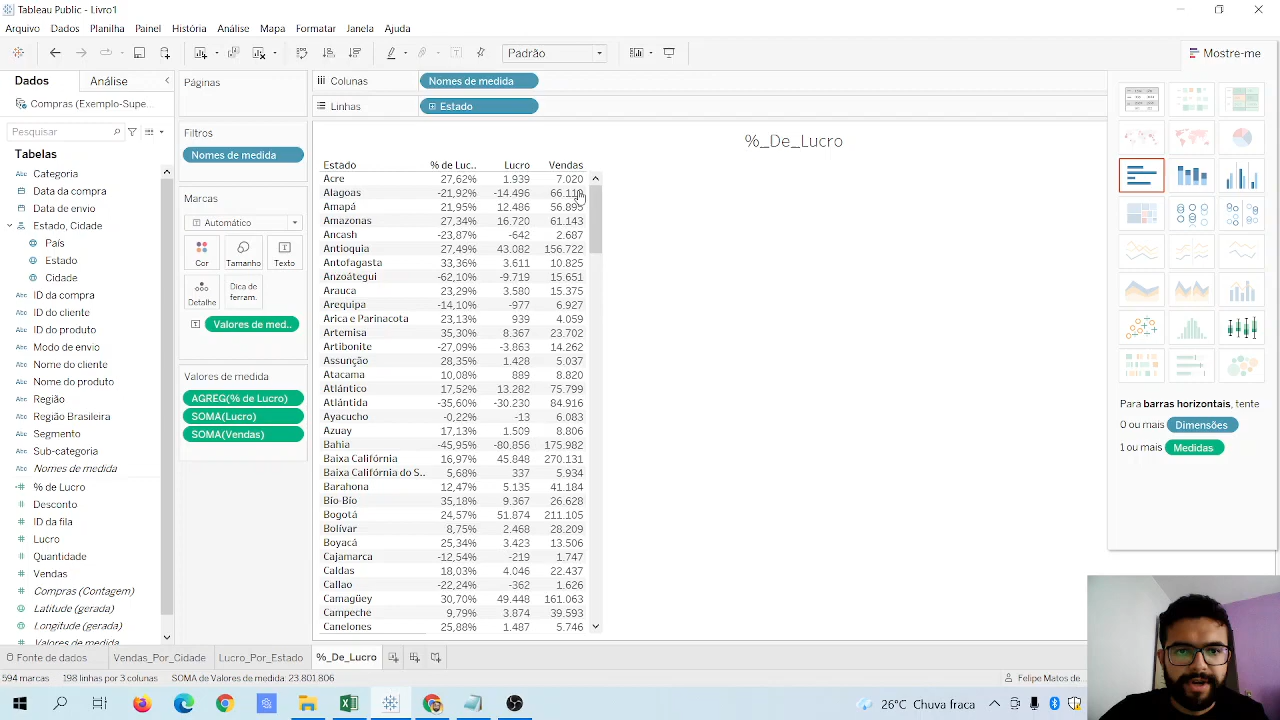 Tableau Public - Livro1
Arquivo Dados Planilha Painel História Análise Mapa Formatar Janela Ajuda
Padrão
Mostre-me
Dados Análise
Compras (Exemplo-Supe...
Pesquisar
Tabelas
Abc Categoria
Data da compra
Data de envio
Estado, Cidade
País
Estado
Cidade
Abc ID da compra
Abc ID do cliente
Abc ID do produto
Abc Modo de envio
Abc Nome do cliente
Abc Nome do produto
Abc Região
Abc Região Brasileira
Abc Segmento
Abc Sub-categoria
Abc Nomes de medida
% de Lucro
Desconto
ID da fila
Lucro
Quantidade
Vendas
Compras (Contagem)
Latitude (gerada)
Longitude (gerada)
Valores de medida
Páginas
Filtros
Nomes de medida
Marcas
Automático
Cor Tamanho Texto
Detalhe Dica de ferram.
Valores de med..
Valores de medida
AGREG(% de Lucro)
SOMA(Lucro)
SOMA(Vendas)
Colunas Nomes de medida
Linhas Estado
%_De_Lucro
Estado % de Luc.. Lucro Vendas
Acre 27,62% 1.939 7.020
Alagoas -21,92% -14.496
Amapá 21,95% 12.486 56.895
Amazonas 27,34% 16.720 61.143
Ancash 23,87% 642 2.687
Antioquia 27,49% 43.082 156.722
Antofagasta 33,36% 3.611 10.825
Anzoátegui -62,10% -9.719 15.651
Arauca 23,29% 3.580 15.375
Arequipa -14,10% -977 6.927
Arica e Parinacota 23,13% 939 4.059
Artemisa 35,30% 8.367 23.702
Artibonite -27,09% -3.863 14.262
Assunção 28,35% 1.428 5.037
Atacama 10,08% 889 8.820
Atlántico 17,52% 13.282 75.799
Atlántida -35,60% -30.230 84.916
Ayacucho -0,22% -13 6.083
Azuay 17,13% 1.509 8.806
Bahia -45,95% -80.856 175.982
Baixa Califórnia 16,97% 45.848 270.131
Baixa Califórnia do S... 5,68% 337 5.934
Barahona 12,47% 5.135 41.184
Bío-Bío 35,18% 9.367 26.628
Bogotá 24,57% 51.874 211.105
Bolívar 8,75% 2.468 28.209
Boyacá 25,34% 3.423 13.506
Cajamarca -12,54% -219 1.747
Caldas 18,03% 4.046 22.437
Callao -22,24% -362 1.626
Camagüey 30,70% 49.448 161.063
Campeche 9,79% 3.874 39.593
Canelones 25,88% 1.487 5.746
Para barras horizontais, tente
0 ou mais Dimensões
1 ou mais Medidas
Fonte de dados Vendas_Por_Cidade Lucro_Por_Estado %_De_Lucro
594 marcas 198 linhas por 3 colunas SOMA de Valores de medida 23.801.806
Felipe Matos de...
26°C Chuva fraca